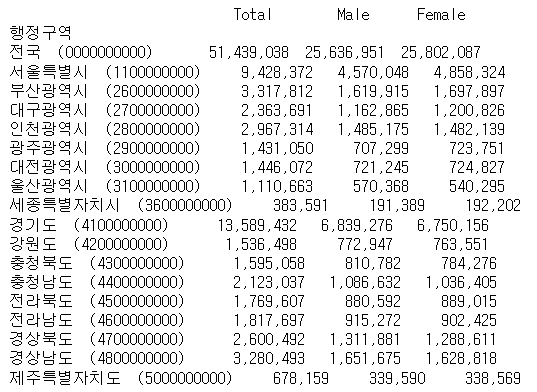 Total Male Female
행정구역
전국 (0000000000) 51,439,038 25,636,951 25,802,087
서울특별시 (1100000000) 9,428,372 4,570,048 4,858,324
부산광역시 (2600000000) 3,317,812 1,619,915 1,697,897
대구광역시 (2700000000) 2,363,691 1,162,865 1,200,826
인천광역시 (2800000000) 2,967,314 1,485,175 1,482,139
광주광역시 (2900000000) 1,431,050 707,299 723,751
대전광역시 (3000000000) 1,446,072 721,245 724,827
울산광역시 (3100000000) 1,110,663 570,368 540,295
세종특별자치시 (3600000000) 383,591 191,389 192,202
경기도 (4100000000) 13,589,432 6,839,276 6,750,156
강원도 (4200000000) 1,536,498 772,947 763,551
충청북도 (4300000000) 1,595,058 810,782 784,276
충청남도 (4400000000) 2,123,037 1,086,632 1,036,405
전라북도 (4500000000) 1,769,607 880,592 889,015
전라남도 (4600000000) 1,817,697 915,272 902,425
경상북도 (4700000000) 2,600,492 1,311,881 1,288,611
경상남도 (4800000000) 3,280,493 1,651,675 1,628,818
제주특별자치도 (5000000000) 678,159 339,590 338,569